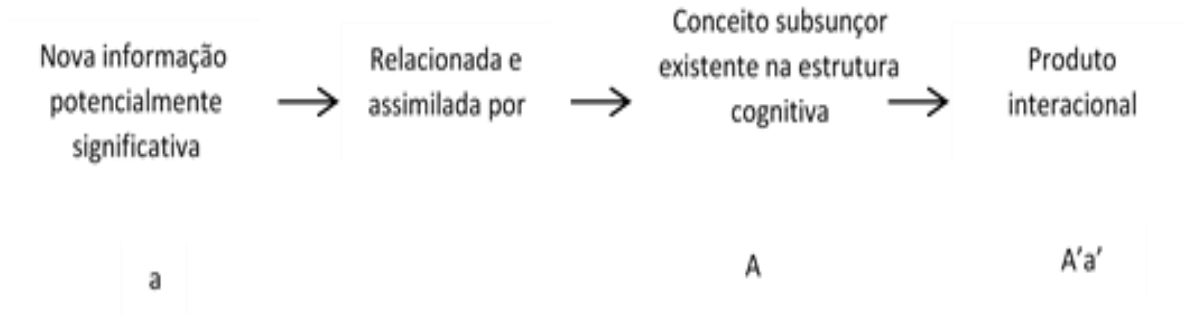 Nova informação
potencialmente
significativa
Relacionada e
assimilada por
Conceito subsunçor
existente na estrutura
cognitiva
Produto
interacional
a
A
A'a'